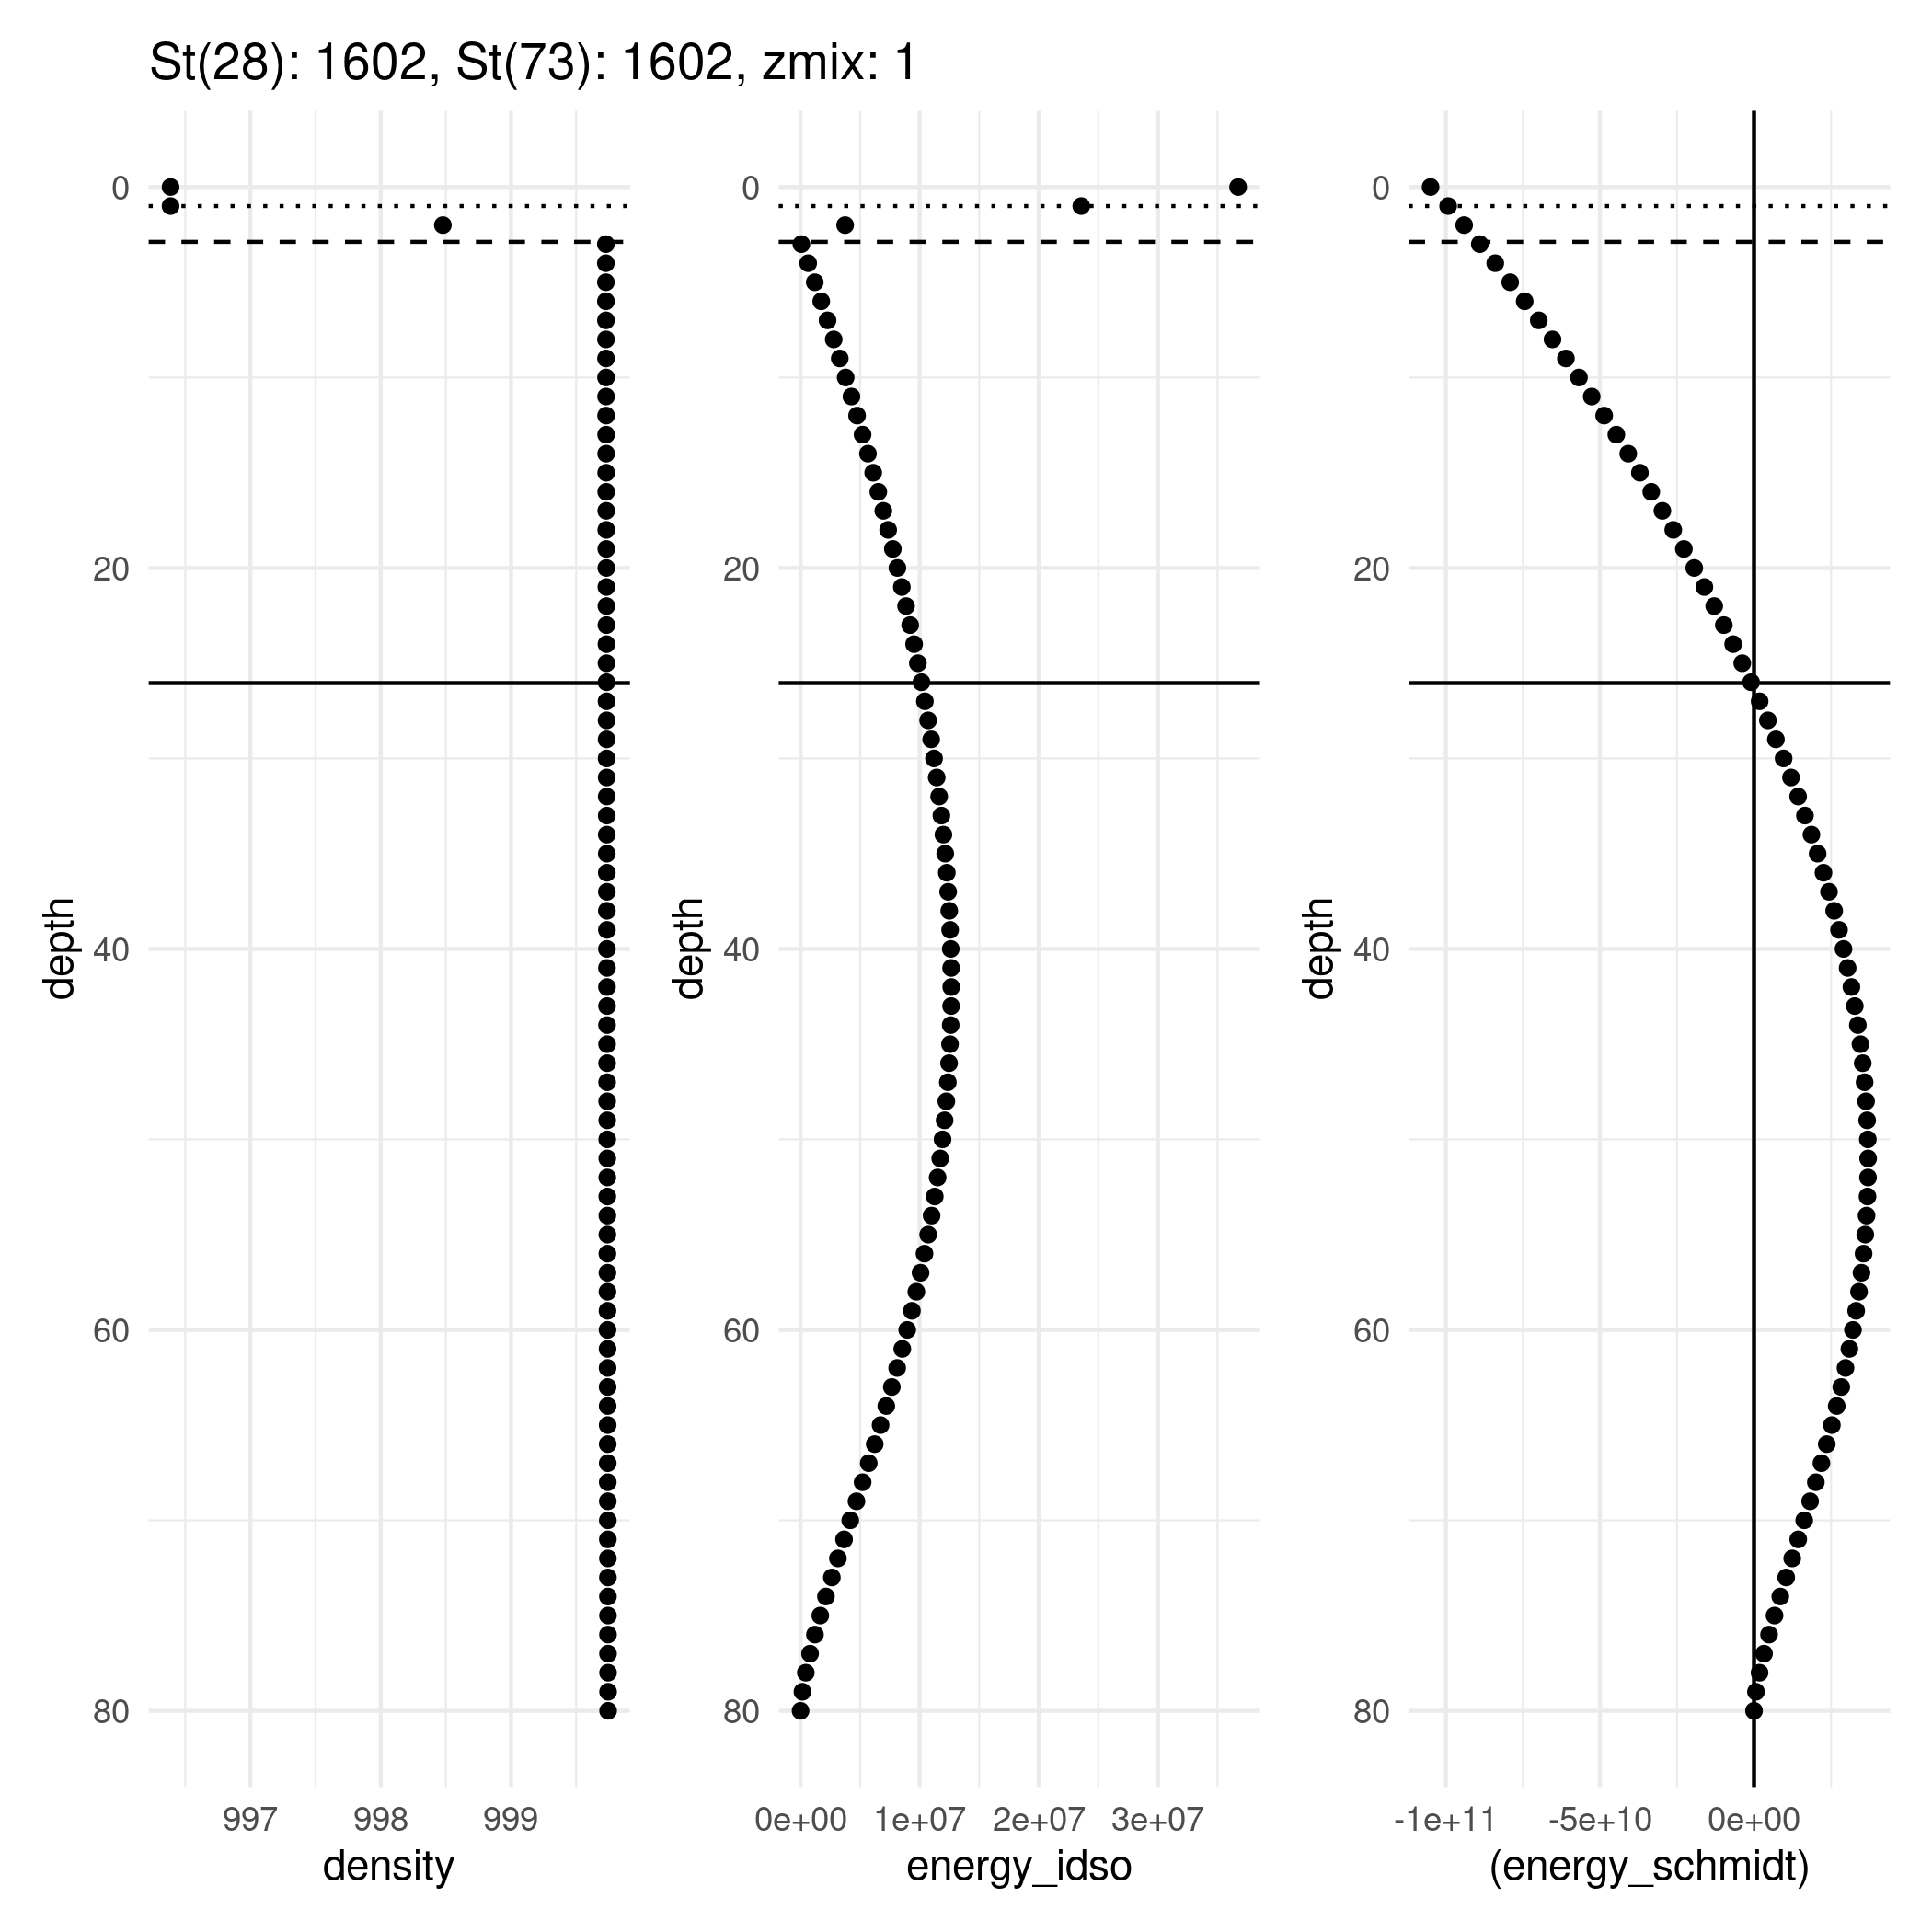 St(28): 1602, St(73): 1602, zmix: 1
depth
0
20
40
60
80
997 998 999
density
depth
0
20
40
60
80
0e+00 1e+07 2e+07 3e+07
energy_idso
depth
0
20
40
60
80
-1e+11 -5e+10 0e+00
(energy_schmidt)